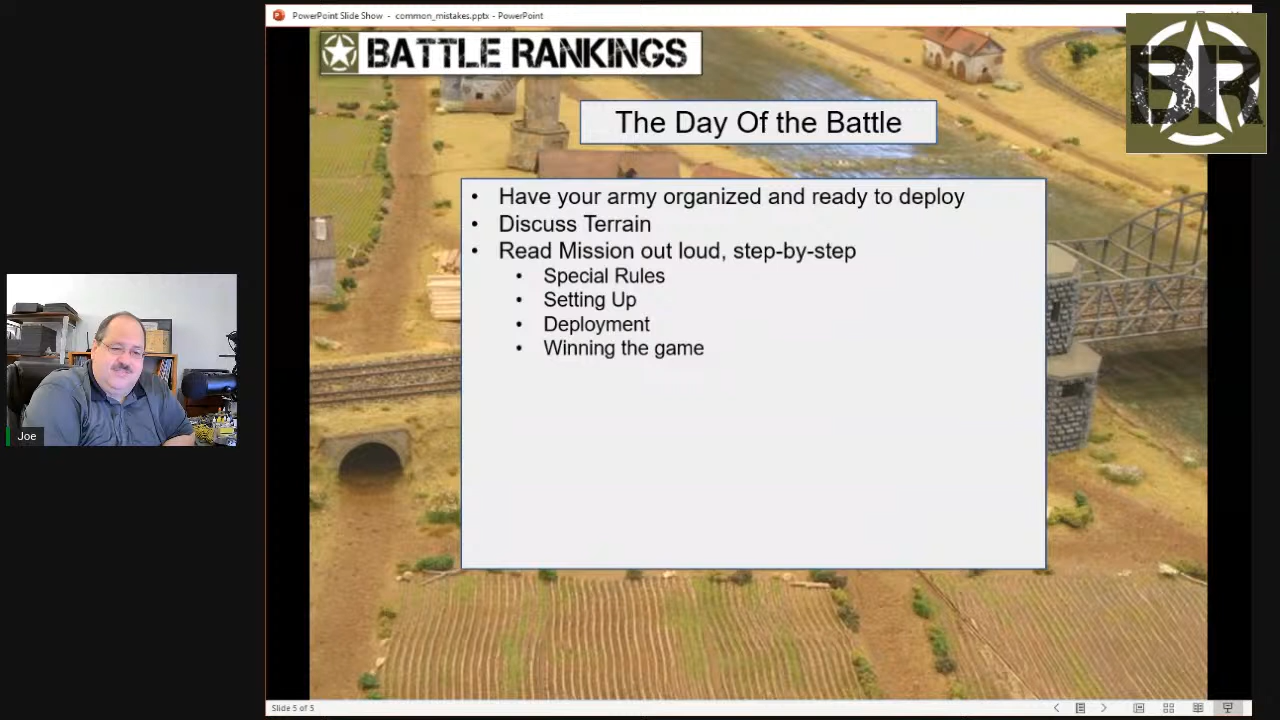 PowerPoint Slide Show - common_mistakes.pptx - PowerPoint
BATTLE RANKINGS
BR
The Day Of the Battle
• Have your army organized and ready to deploy
• Discuss Terrain
• Read Mission out loud, step-by-step
• Special Rules
• Setting Up
• Deployment
• Winning the game
Joe
Slide 5 of 5